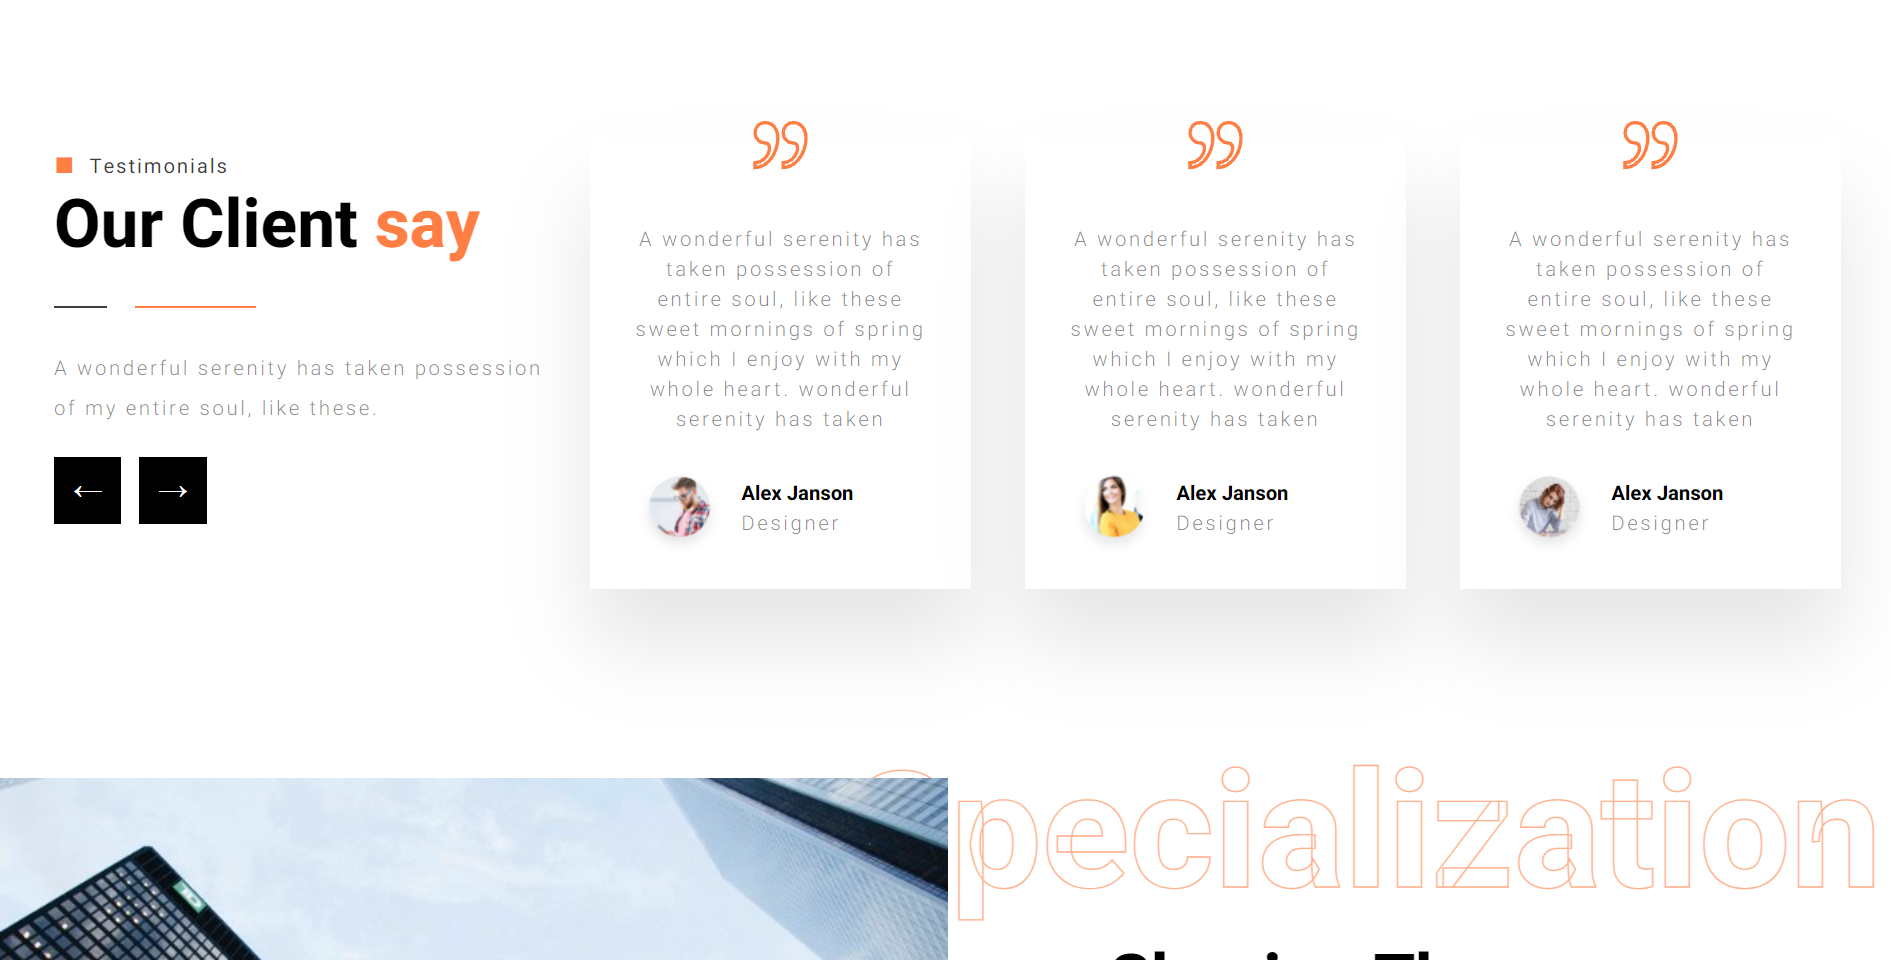 Testimonials
Our Client say
A wonderful serenity has taken possession
of my entire soul, like these.
A wonderful serenity has
taken possession of
entire soul, like these
sweet mornings of spring
which I enjoy with my
whole heart. wonderful
serenity has taken
Alex Janson
Designer
A wonderful serenity has
taken possession of
entire soul, like these
sweet mornings of spring
which I enjoy with my
whole heart. wonderful
serenity has taken
Alex Janson
Designer
A wonderful serenity has
taken possession of
entire soul, like these
sweet mornings of spring
which I enjoy with my
whole heart. wonderful
serenity has taken
Alex Janson
Designer
Specialization